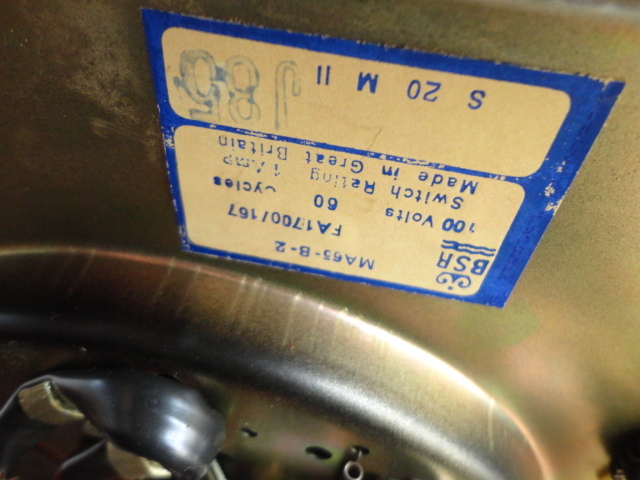 MA65-B-2
BSR
FA1700/167
100 Volts 60 Cycles
Switch Rating 1 Amp
Made in Great Britain
S 20 M II